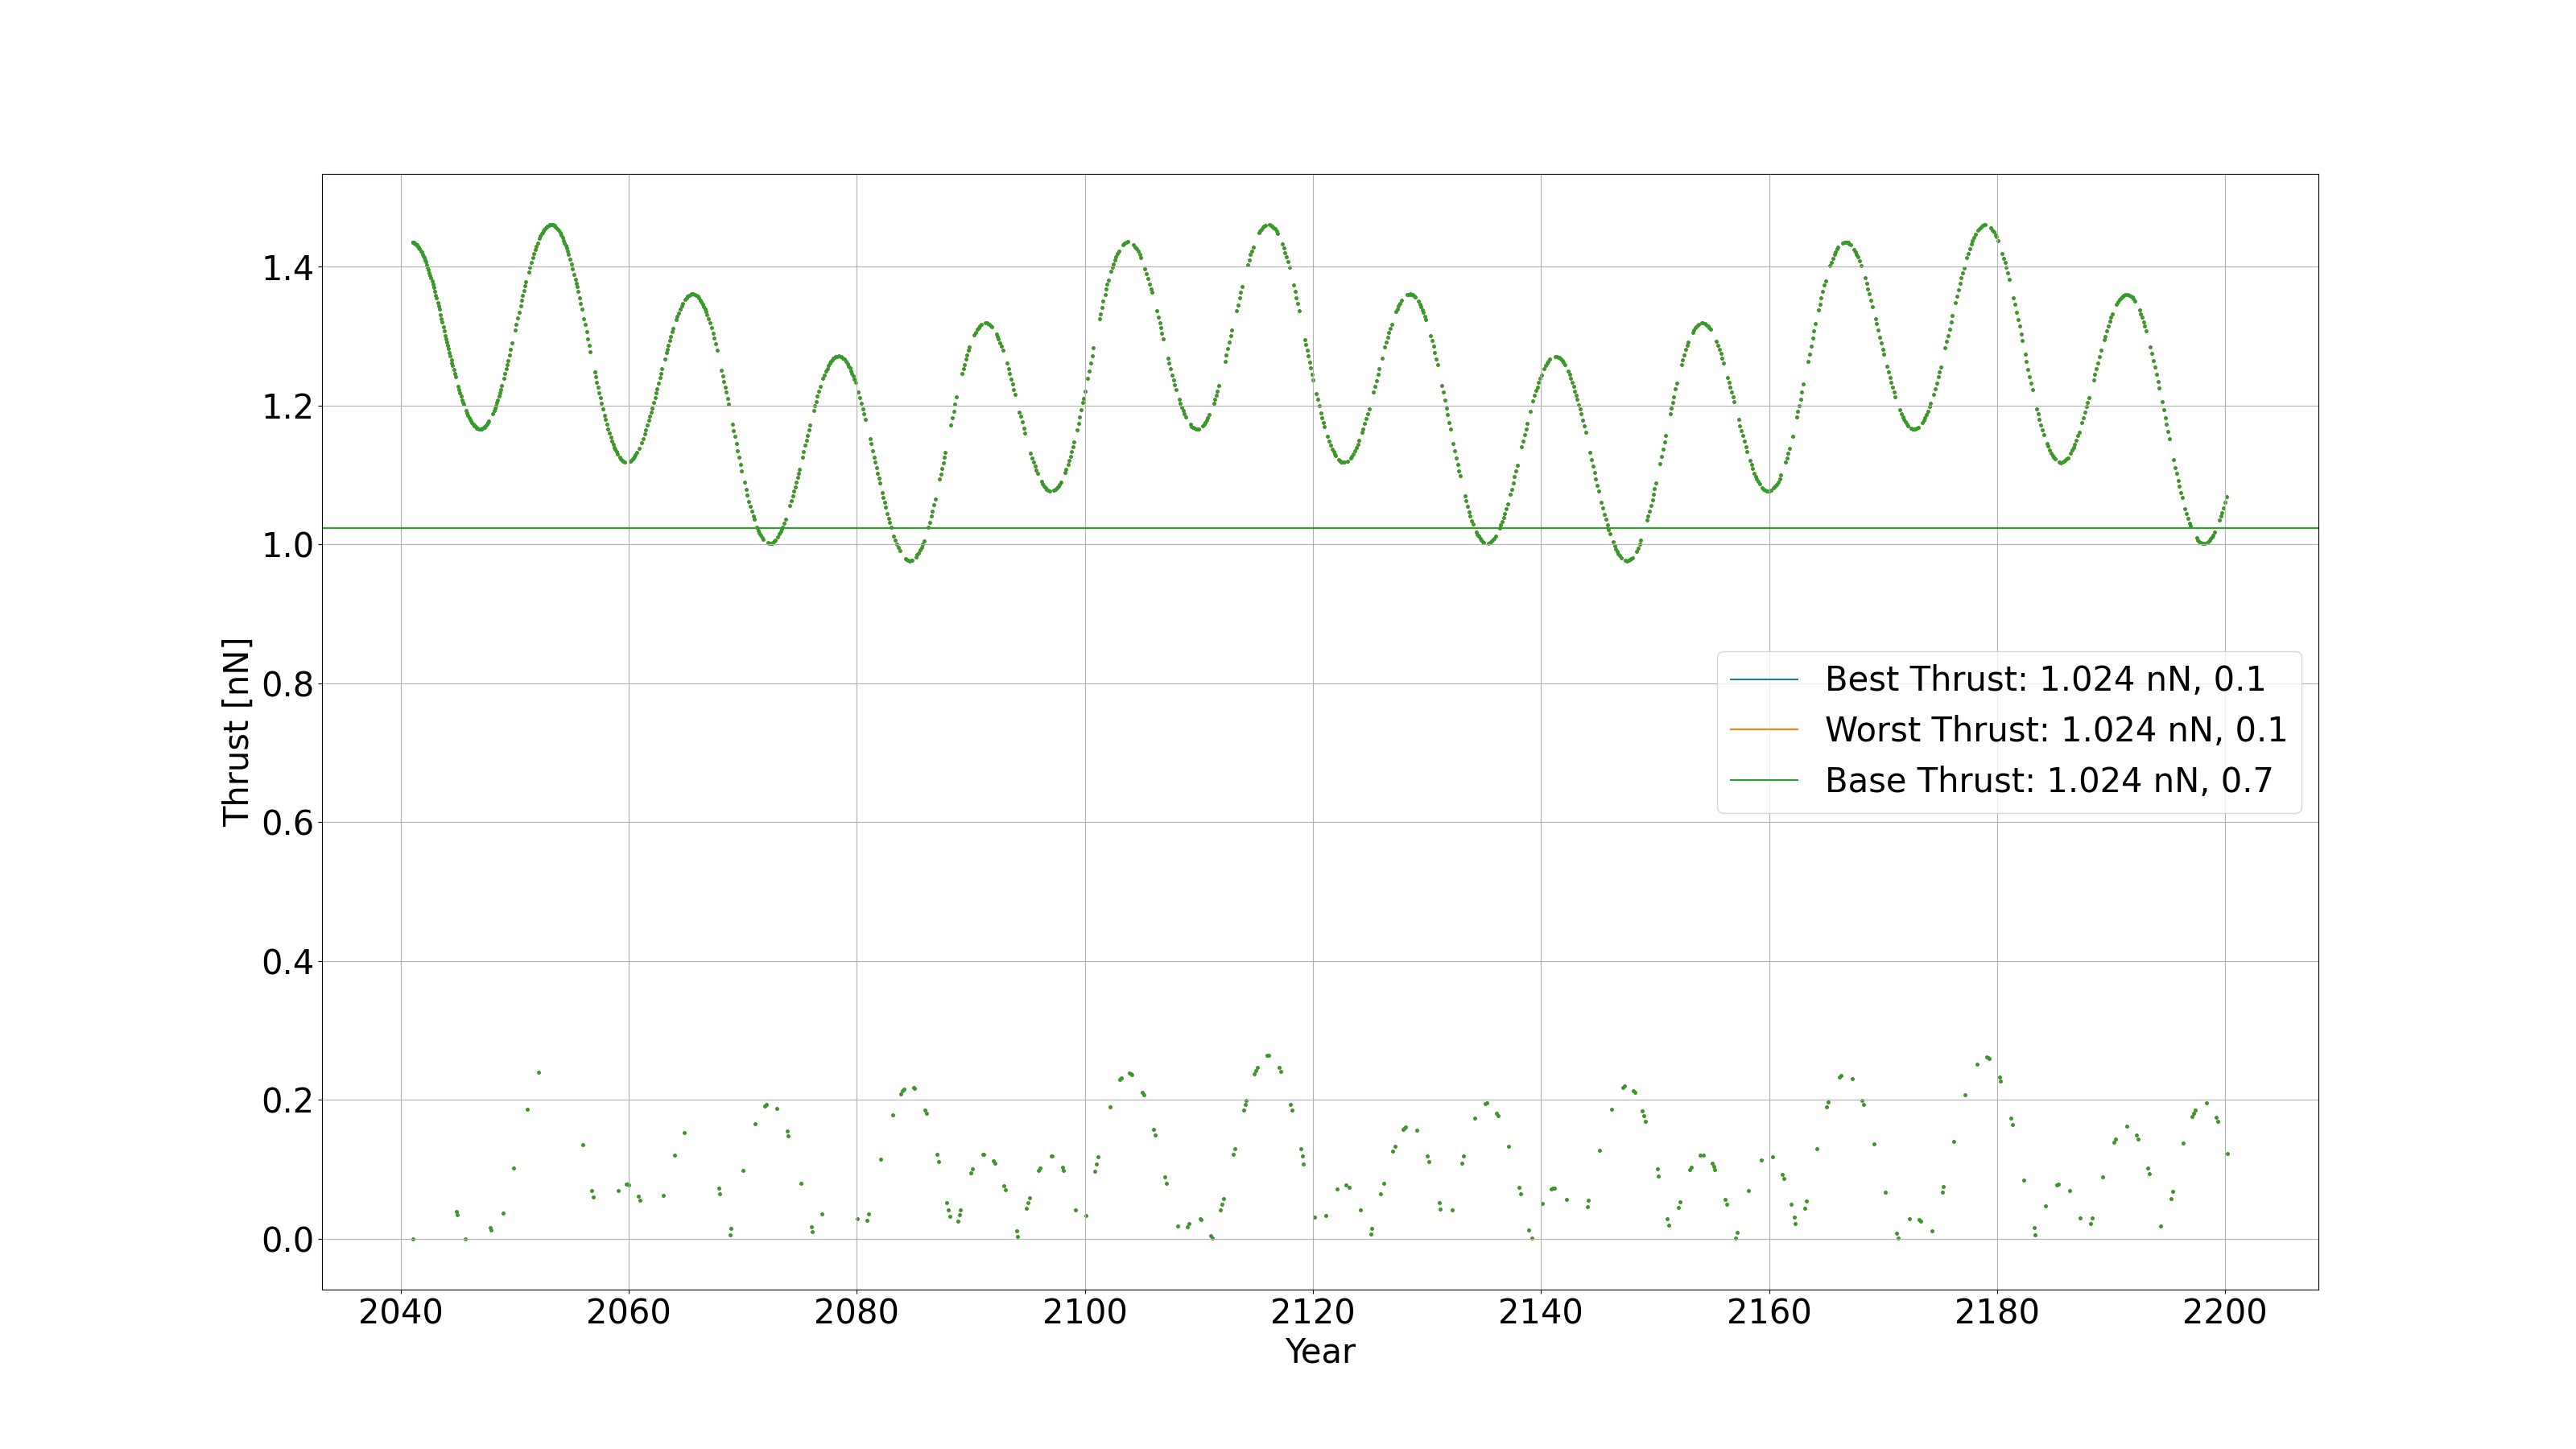 1.4
1.2
1.0
0.8
0.6
0.4
0.2
0.0
Thrust [nN]
Best Thrust: 1.024 nN, 0.1
Worst Thrust: 1.024 nN, 0.1
Base Thrust: 1.024 nN, 0.7
2040 2060 2080 2100 2120 2140 2160 2180 2200
Year